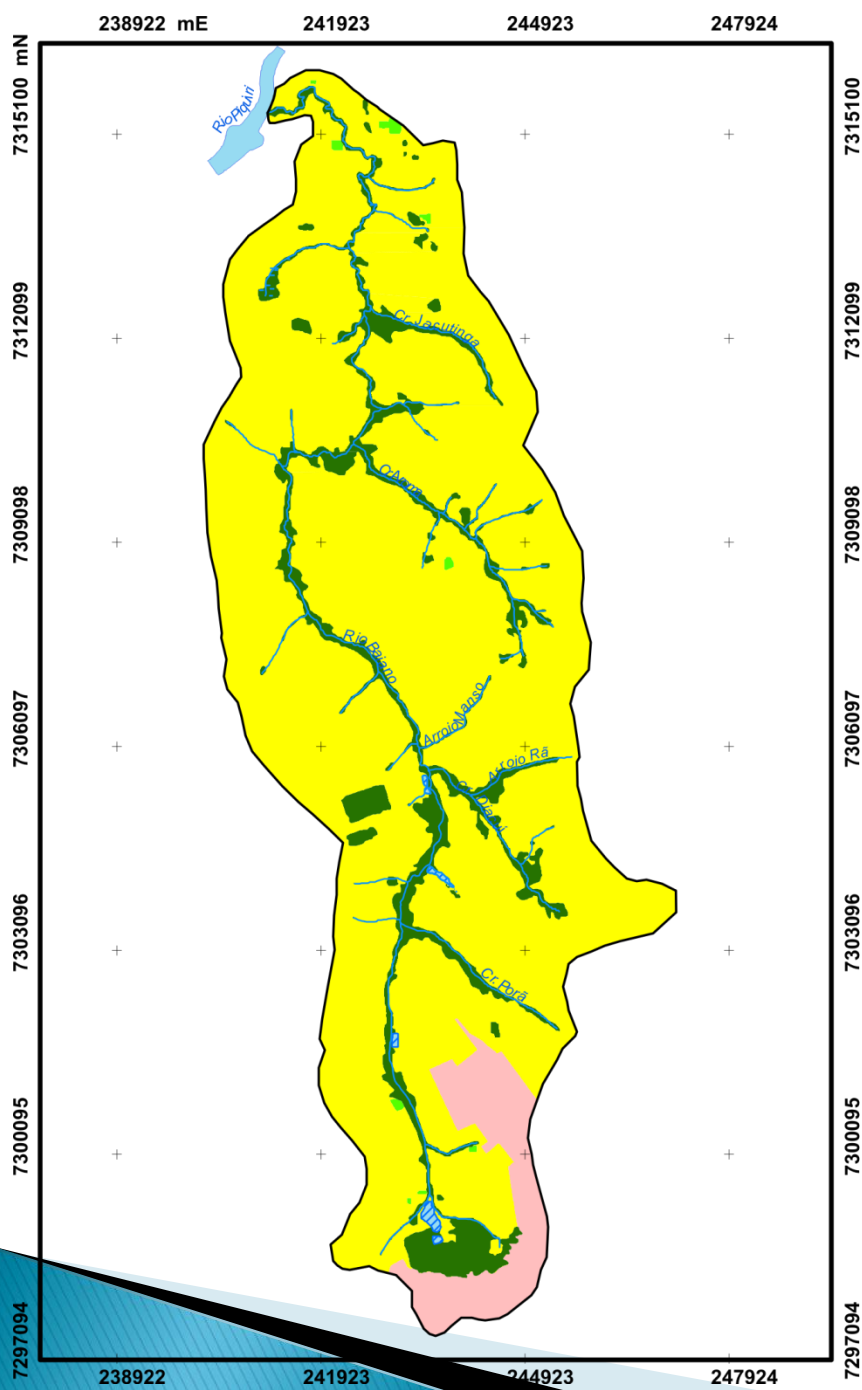 238922 mE 241923 244923 247924
7315100 mN
7315100
Rio Piquiri
7312099
7312099
Cr. Jacutinga
7309098
7309098
Rio Baiano
7306097
7306097
Arroio Manso
Arroio Rã
7303096
7303096
Cr. Porã
7300095
7300095
7297094
7297094
238922 241923 244923 247924